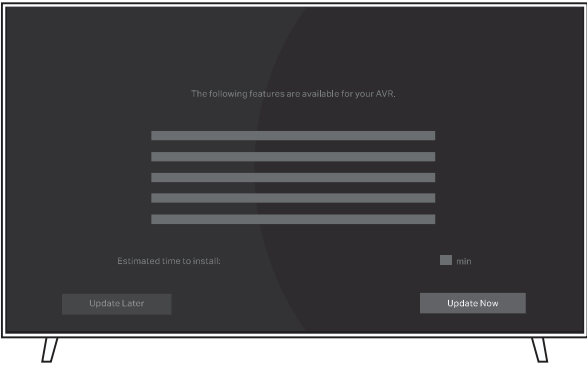 The following features are available for your AVR.
Estimated time to install: min
Update Later Update Now